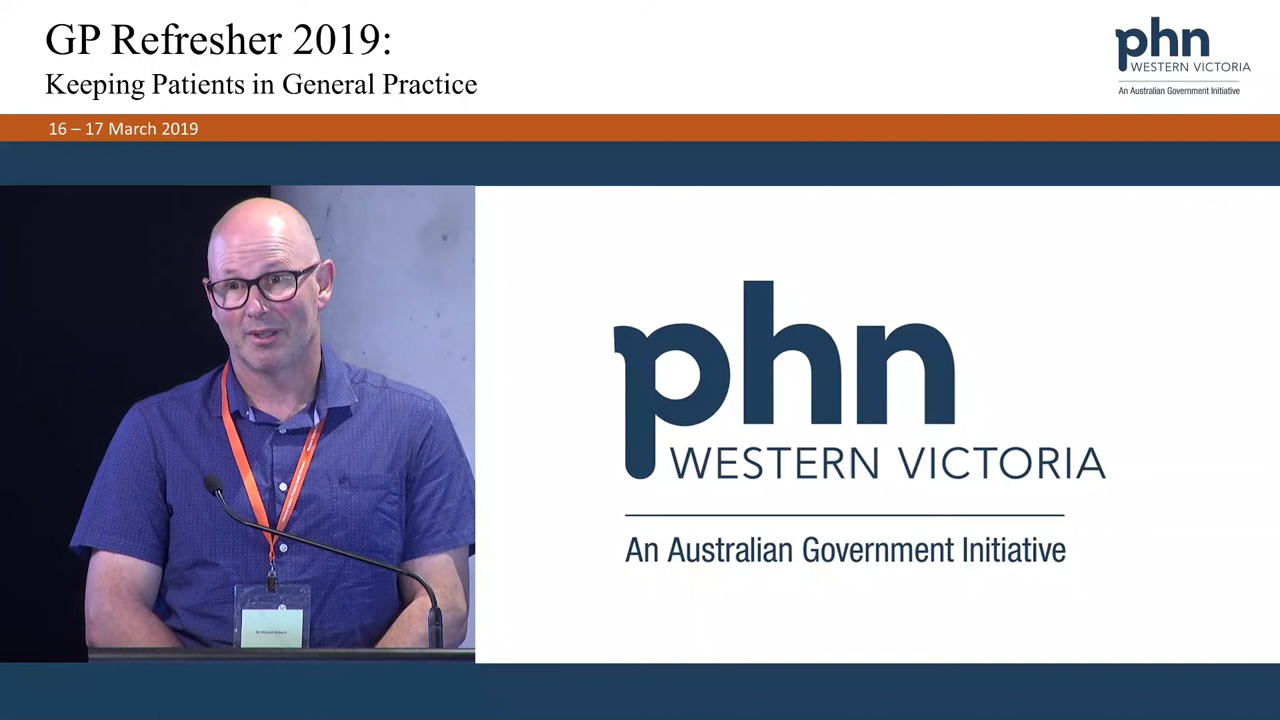 GP Refresher 2019:
Keeping Patients in General Practice
phn
WESTERN VICTORIA
An Australian Government Initiative
16 – 17 March 2019
phn
WESTERN VICTORIA
An Australian Government Initiative